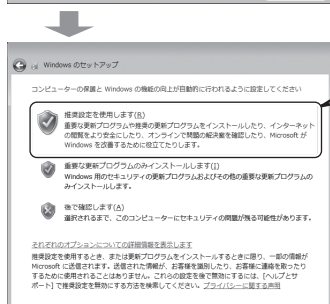 Windows のセットアップ
コンピューターの保護と Windows の機能の向上が自動的に行われるように設定してください
推奨設定を使用します(R)
重要な更新プログラムや推奨の更新プログラムをインストールしたり、インターネット
の閲覧をより安全にしたり、オンラインで問題の解決策を確認したり、Microsoft が
Windows を改善するために役立てたりします。
重要な更新プログラムのみインストールします(I)
Windows 用のセキュリティの更新プログラムおよびその他の重要な更新プログラムの
みインストールします。
後で確認します(A)
選択されるまで、このコンピューターにセキュリティの問題が残る可能性があります。
それぞれのオプションについての詳細情報を表示します
推奨設定を使用するとき、または更新プログラムをインストールするときに限り、一部の情報が
Microsoft に送信されます。送信された情報が、お客様を識別したり、お客様に連絡を取ったり
するために使用されることはありません。これらの設定を後で無効にするには、[ヘルプとサ
ポート] で推奨設定を無効にする方法を検索してください。プライバシーに関する声明